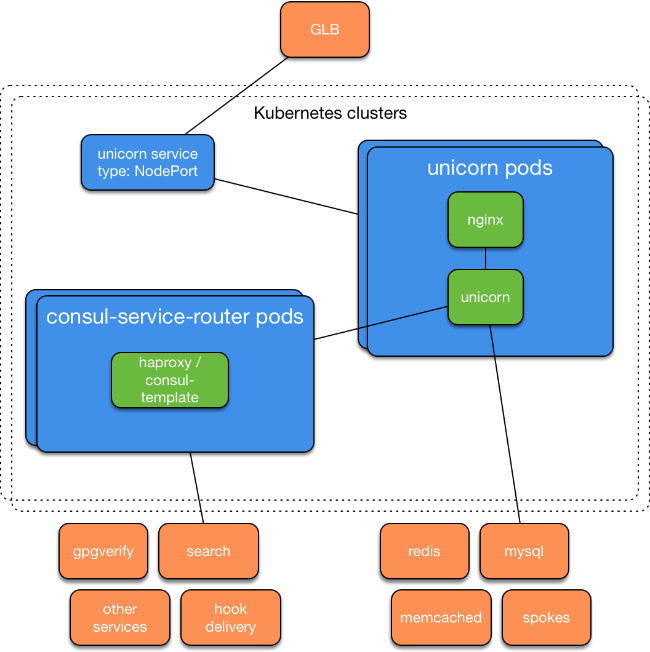 GLB
Kubernetes clusters
unicorn service
type: NodePort
unicorn pods
nginx
unicorn
consul-service-router pods
haproxy /
consul-
template
gpgverify
search
redis
mysql
other
services
hook
delivery
memcached
spokes